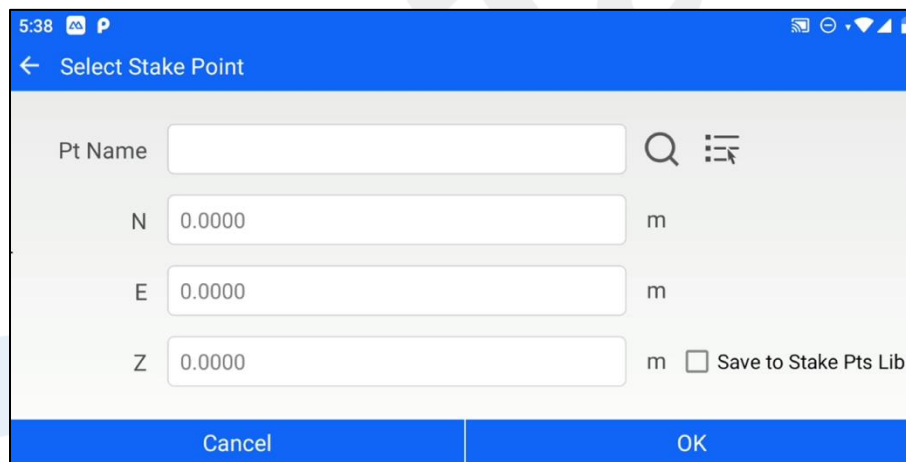 5:38
Select Stake Point
Pt Name
N 0.0000 m
E 0.0000 m
Z 0.0000 m Save to Stake Pts Lib
Cancel OK